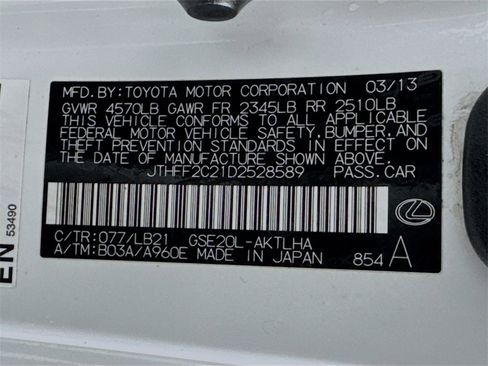 MFD.BY:TOYOTA MOTOR CORPORATION 03/13
GVWR 4570LB GAWR FR 2345LB RR 2510LB
THIS VEHICLE CONFORMS TO ALL APPLICABLE
FEDERAL MOTOR VEHICLE SAFETY,BUMPER,AND
THEFT PREVENTION STANDARDS IN EFFECT ON
THE DATE OF MANUFACTURE SHOWN ABOVE.
JTHFF2C21D2528589 PASS.CAR
C/TR:077/LB21 GSE20L-AKTLHA
A/TM:B03A/A960E MADE IN JAPAN 854 A
EN
53490